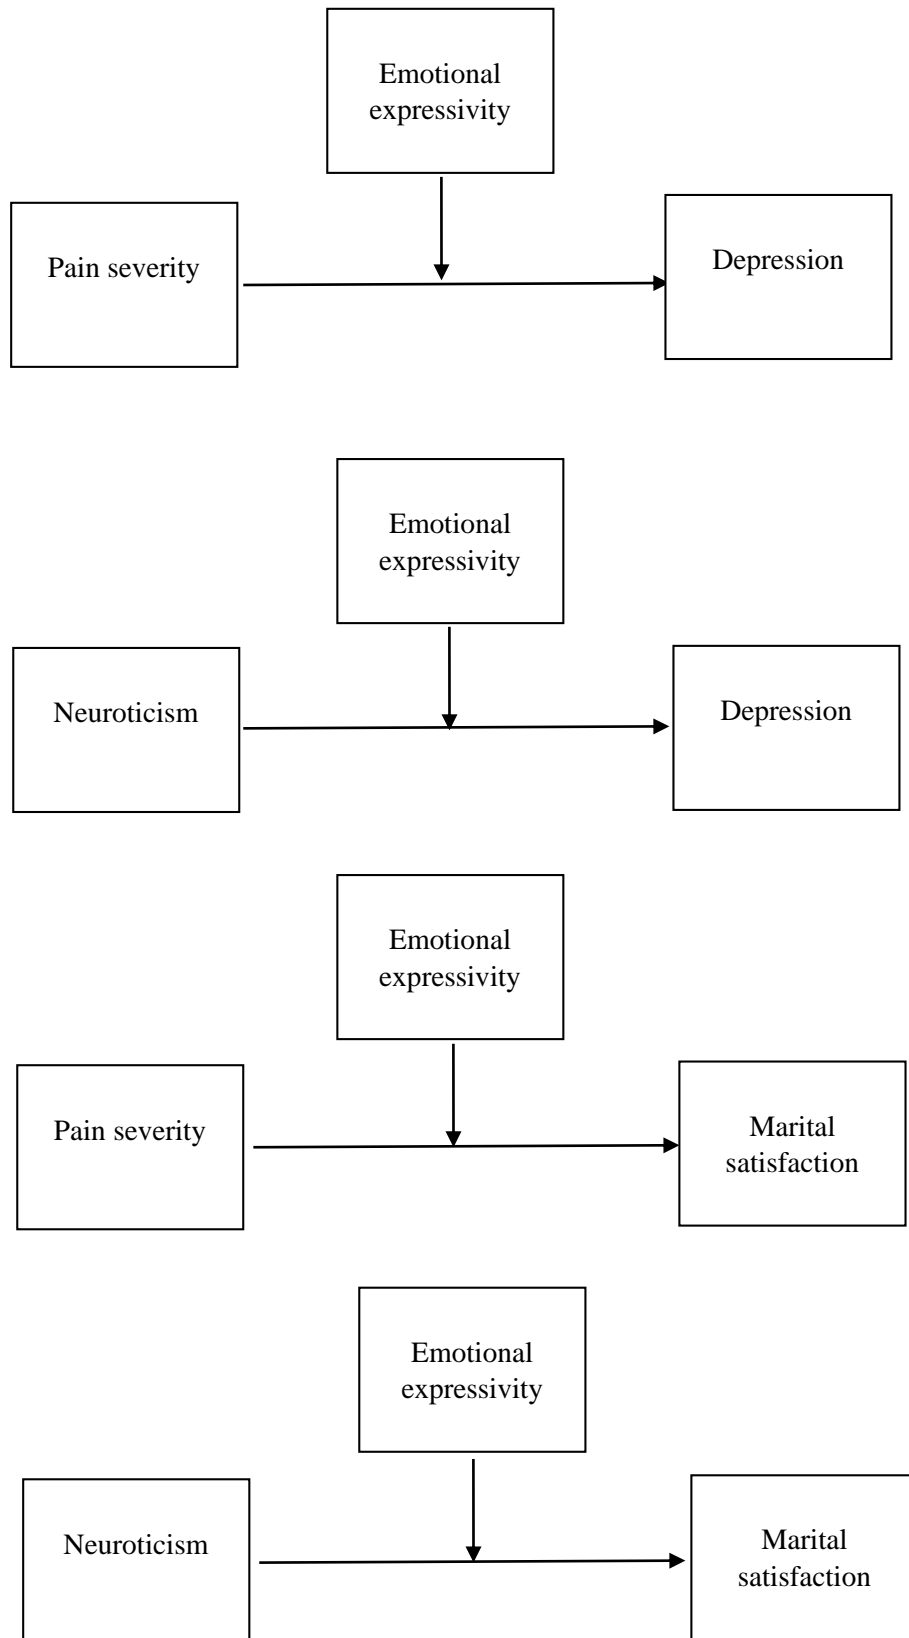 Emotional
expressivity
Pain severity
Depression
Emotional
expressivity
Neuroticism
Depression
Emotional
expressivity
Pain severity
Marital
satisfaction
Emotional
expressivity
Neuroticism
Marital
satisfaction